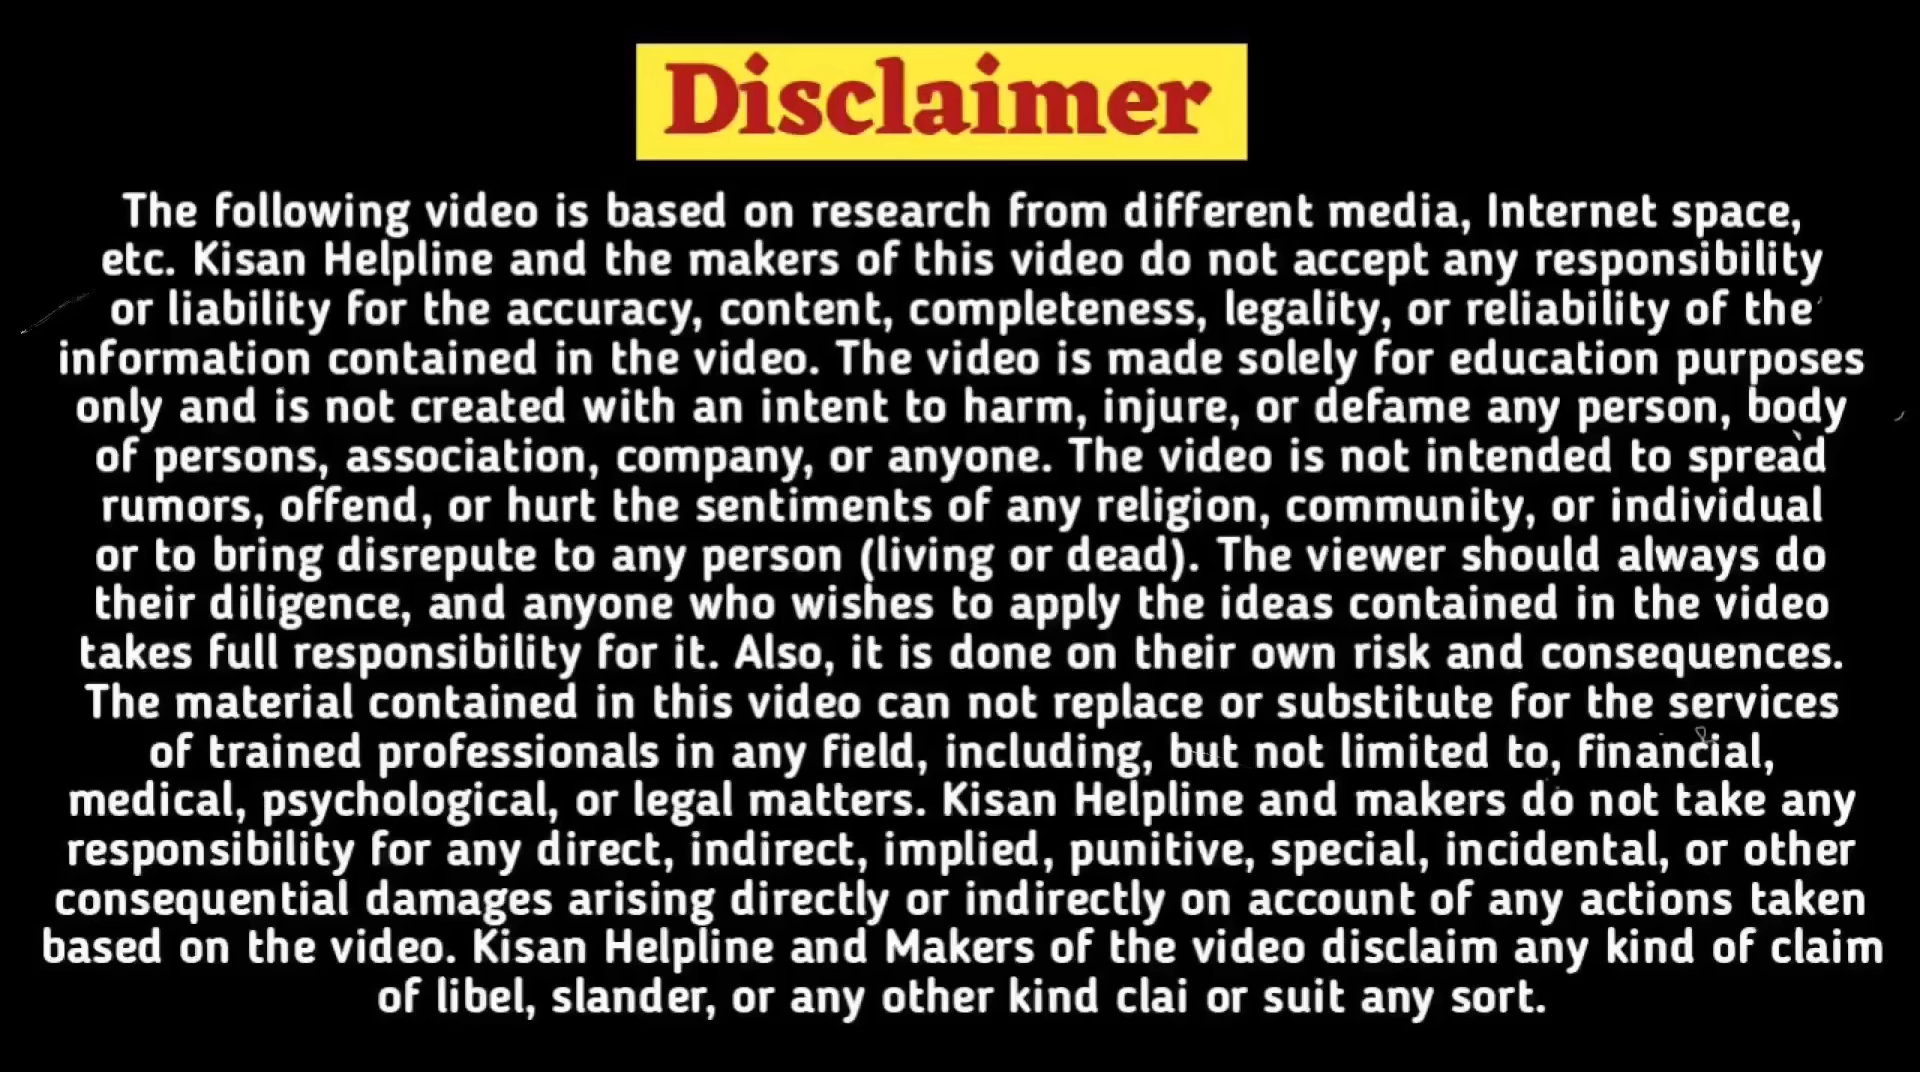 Disclaimer
The following video is based on research from different media, Internet space,
etc. Kisan Helpline and the makers of this video do not accept any responsibility
or liability for the accuracy, content, completeness, legality, or reliability of the
information contained in the video. The video is made solely for education purposes
only and is not created with an intent to harm, injure, or defame any person, body
of persons, association, company, or anyone. The video is not intended to spread
rumors, offend, or hurt the sentiments of any religion, community, or individual
or to bring disrepute to any person (living or dead). The viewer should always do
their diligence, and anyone who wishes to apply the ideas contained in the video
takes full responsibility for it. Also, it is done on their own risk and consequences.
The material contained in this video can not replace or substitute for the services
of trained professionals in any field, including, but not limited to, financial,
medical, psychological, or legal matters. Kisan Helpline and makers do not take any
responsibility for any direct, indirect, implied, punitive, special, incidental, or other
consequential damages arising directly or indirectly on account of any actions taken
based on the video. Kisan Helpline and Makers of the video disclaim any kind of claim
of libel, slander, or any other kind clai or suit any sort.